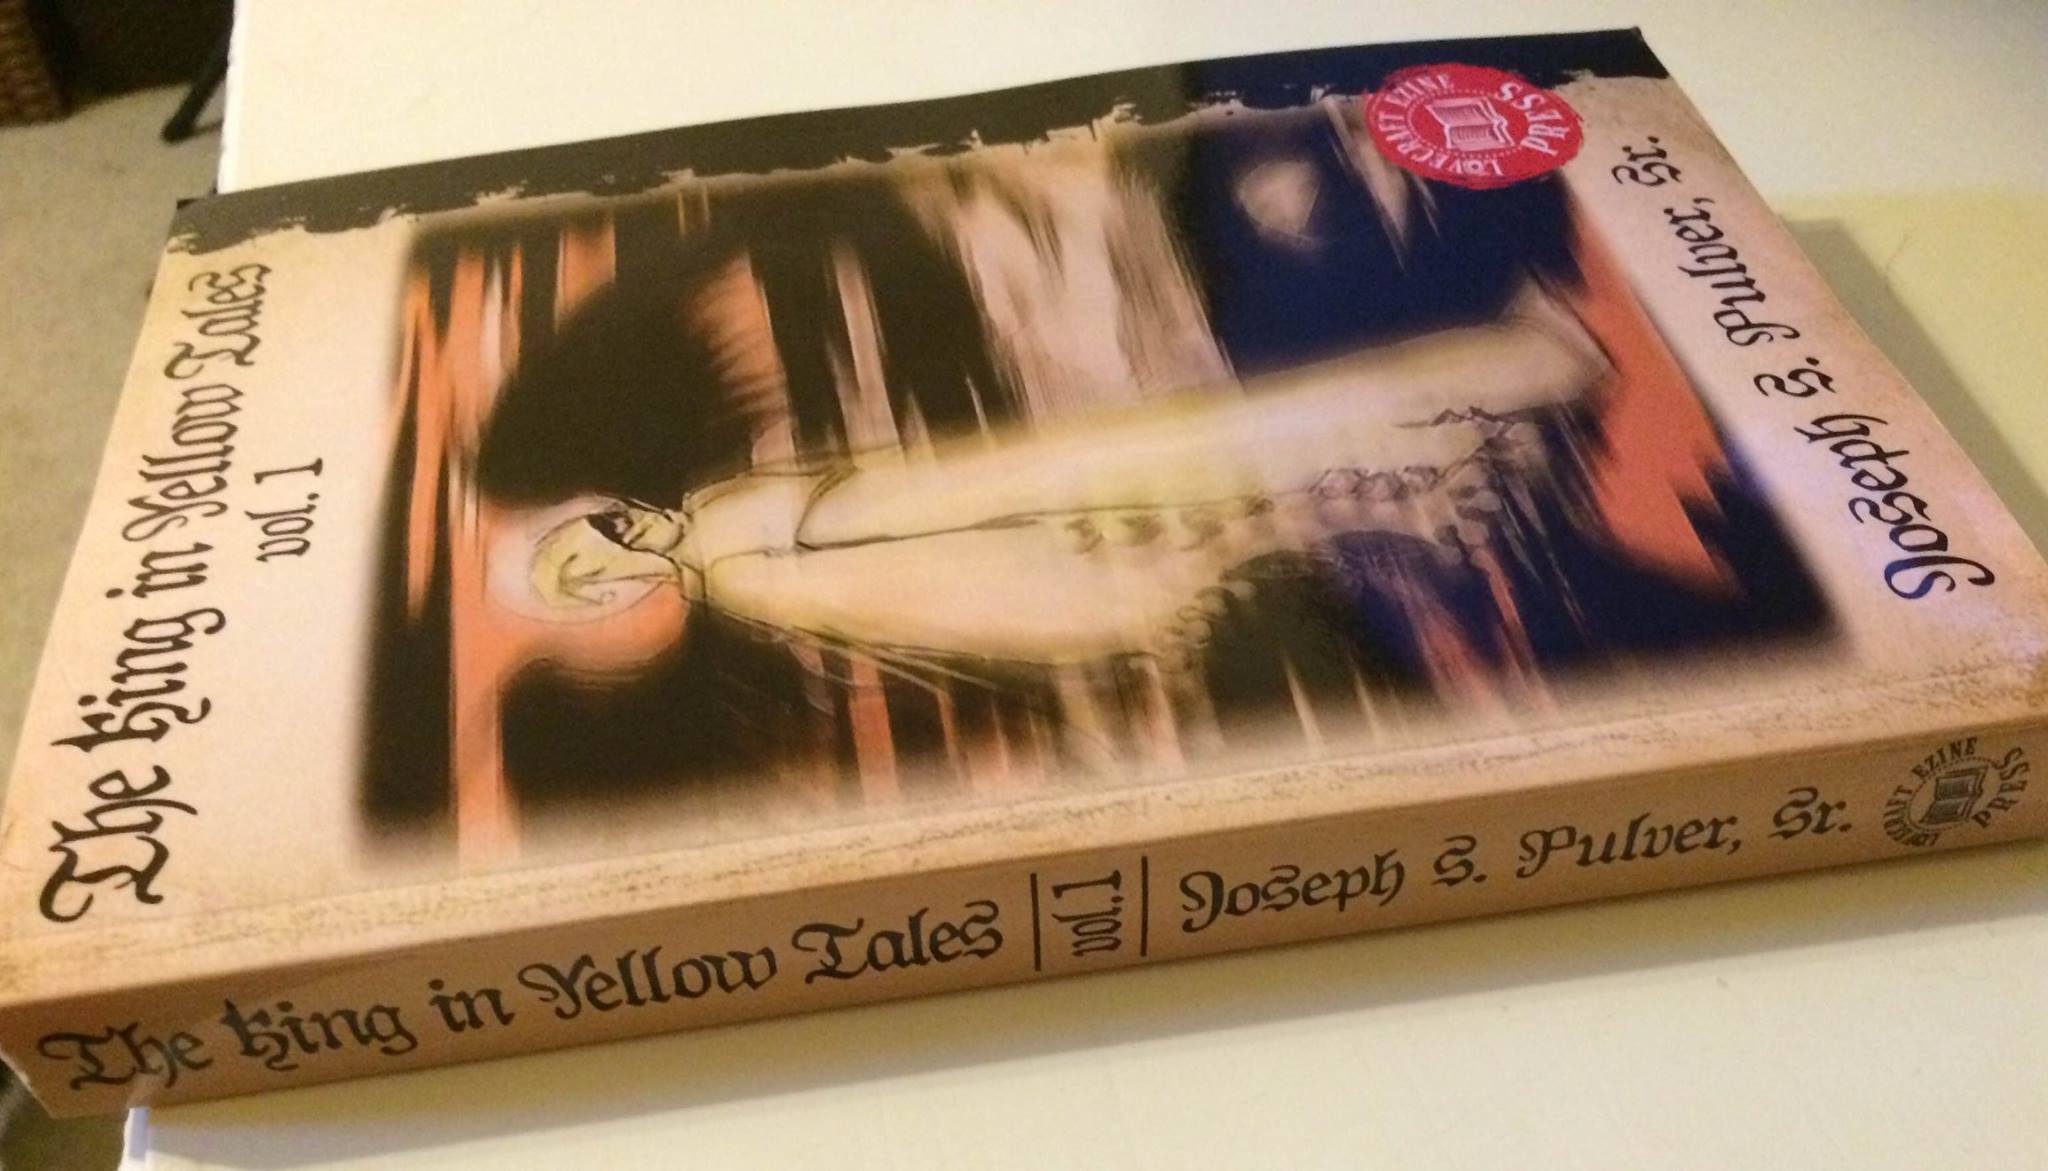 The King in Yellow Tales
vol. 1
LOVECRAFT EZINE
PRESS
Joseph S. Pulver, Sr.
The King in Yellow Tales
vol. 1
Joseph S. Pulver, Sr.
LOVECRAFT EZINE
PRESS